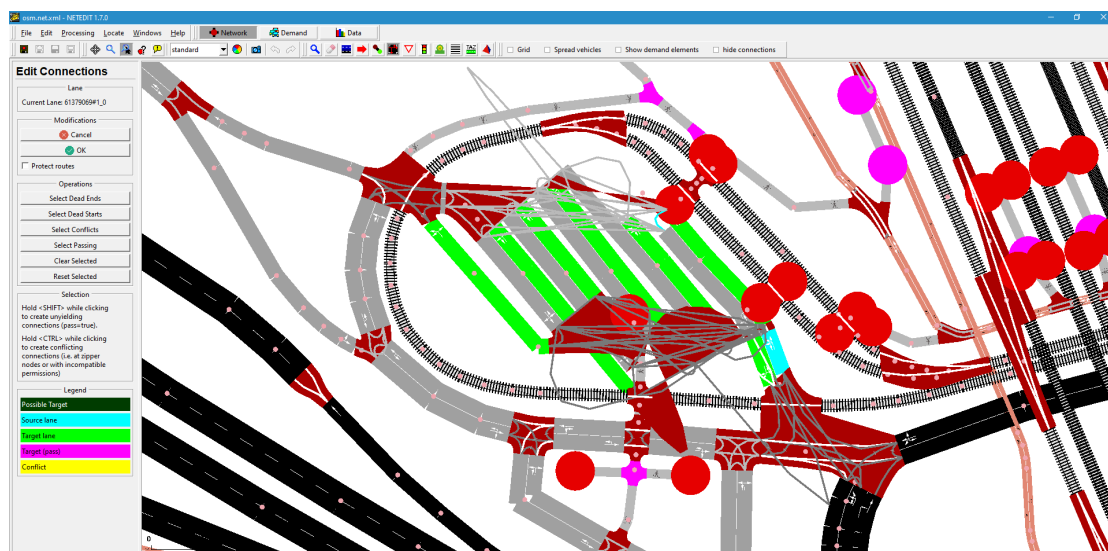 osm.net.xml - NETEDIT 1.7.0
File Edit Processing Locate Windows Help Network Demand Data
standard TAZ Grid Spread vehicles Show demand elements hide connections
Edit Connections
Lane
Current Lane: 61379069#1_0
Modifications
Cancel
OK
Protect routes
Operations
Select Dead Ends
Select Dead Starts
Select Conflicts
Select Passing
Clear Selected
Reset Selected
Selection
Hold <SHIFT> while clicking
to create unyielding
connections (pass=true).
Hold <CTRL> while clicking
to create conflicting
connections (i.e. at zipper
nodes or with incompatible
permissions)
Legend
Possible Target
Source lane
Target lane
Target (pass)
Conflict
0